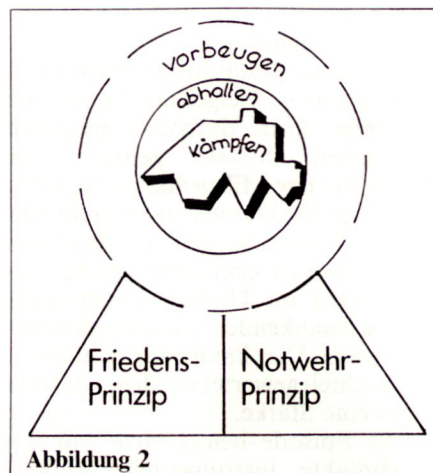 vorbeugen
abhalten
kämpfen
Friedens- Notwehr-
Prinzip Prinzip
Abbildung 2